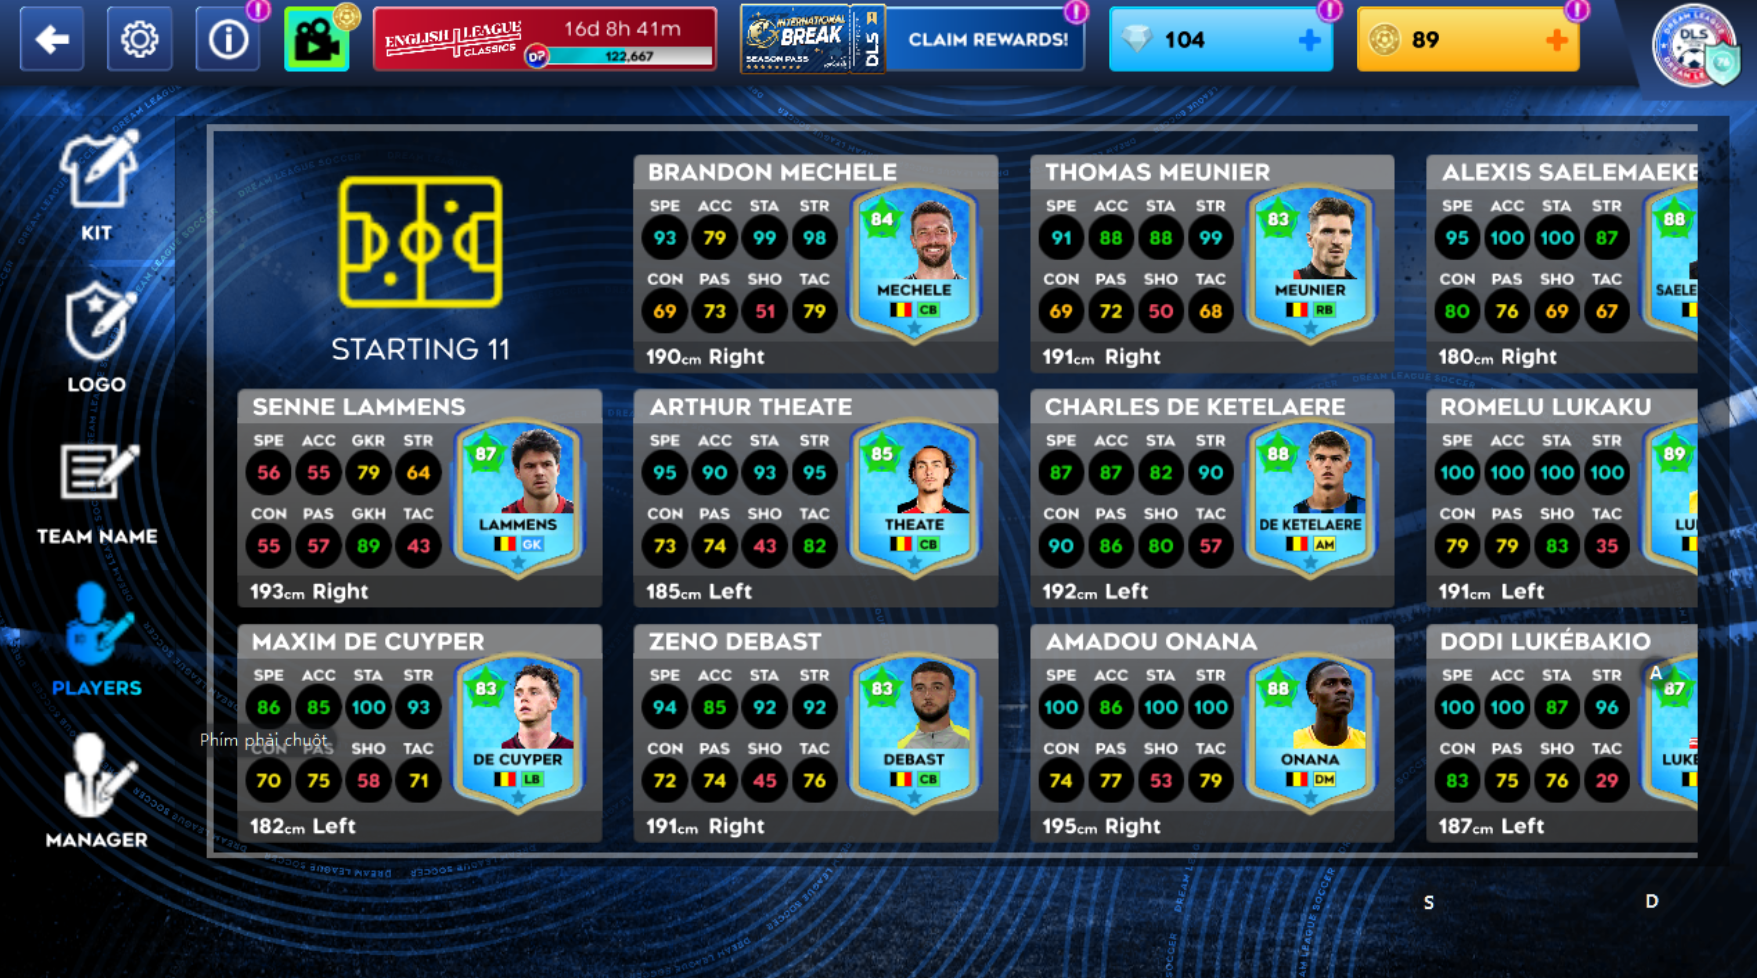 ENGLISH LEAGUE
CLASSICS
16d 8h 41m
DP
122,667
INTERNATIONAL
BREAK
SEASON PASS
DLS
CLAIM REWARDS!
104
89
DLS
76
KIT
LOGO
TEAM NAME
PLAYERS
MANAGER
STARTING 11
BRANDON MECHELE
SPE ACC STA STR
93 79 99 98
CON PAS SHO TAC
69 73 51 79
84
MECHELE
CB
190cm Right
THOMAS MEUNIER
SPE ACC STA STR
91 88 88 99
CON PAS SHO TAC
69 72 50 68
83
MEUNIER
RB
191cm Right
ALEXIS SAELEMAEKE
SPE ACC STA STR
95 100 100 87
CON PAS SHO TAC
80 76 69 67
88
SAELE
180cm Right
SENNE LAMMENS
SPE ACC GKR STR
56 55 79 64
CON PAS GKH TAC
55 57 89 43
87
LAMMENS
GK
193cm Right
ARTHUR THEATE
SPE ACC STA STR
95 90 93 95
CON PAS SHO TAC
73 74 43 82
85
THEATE
CB
185cm Left
CHARLES DE KETELAERE
SPE ACC STA STR
87 87 82 90
CON PAS SHO TAC
90 86 80 57
88
DE KETELAERE
AM
192cm Left
ROMELU LUKAKU
SPE ACC STA STR
100 100 100 100
CON PAS SHO TAC
79 79 83 35
89
LU
191cm Left
MAXIM DE CUYPER
SPE ACC STA STR
86 85 100 93
Phím phải chuột
CON PAS SHO TAC
70 75 58 71
83
DE CUYPER
LB
182cm Left
ZENO DEBAST
SPE ACC STA STR
94 85 92 92
CON PAS SHO TAC
72 74 45 76
83
DEBAST
CB
191cm Right
AMADOU ONANA
SPE ACC STA STR
100 86 100 100
CON PAS SHO TAC
74 77 53 79
88
ONANA
DM
195cm Right
DODI LUKÉBAKIO
SPE ACC STA STR
100 100 87 96
CON PAS SHO TAC
83 75 76 29
A
87
LUKE
187cm Left
S
D